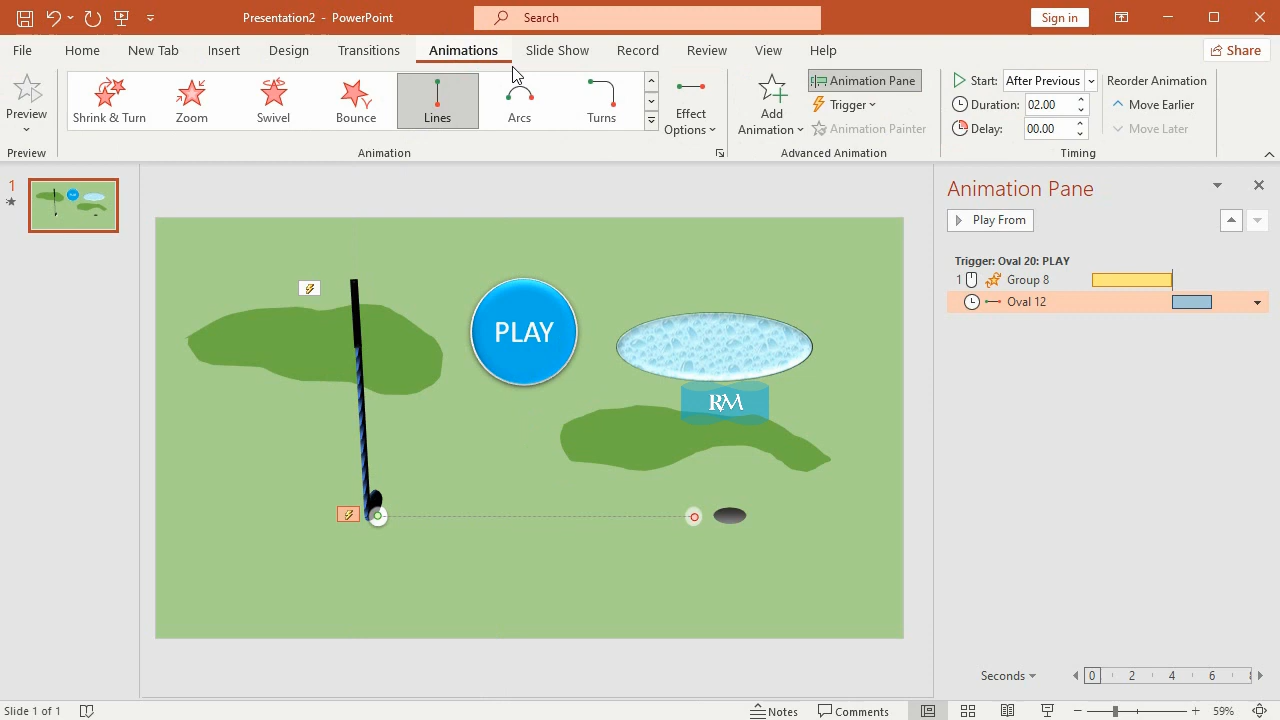 Presentation2 - PowerPoint
Search
Sign in
File Home New Tab Insert Design Transitions Animations Slide Show Record Review View Help
Share
Preview
Shrink & Turn Zoom Swivel Bounce Lines Arcs Turns
Effect Options
Add Animation
Animation Pane
Trigger
Animation Painter
Start: After Previous
Duration: 02.00
Delay: 00.00
Reorder Animation
Move Earlier
Move Later
Preview Animation Advanced Animation Timing
1
Animation Pane
Play From
Trigger: Oval 20: PLAY
1 Group 8
Oval 12
PLAY
RM
Seconds 0 2 4 6
Slide 1 of 1
Notes Comments 59%